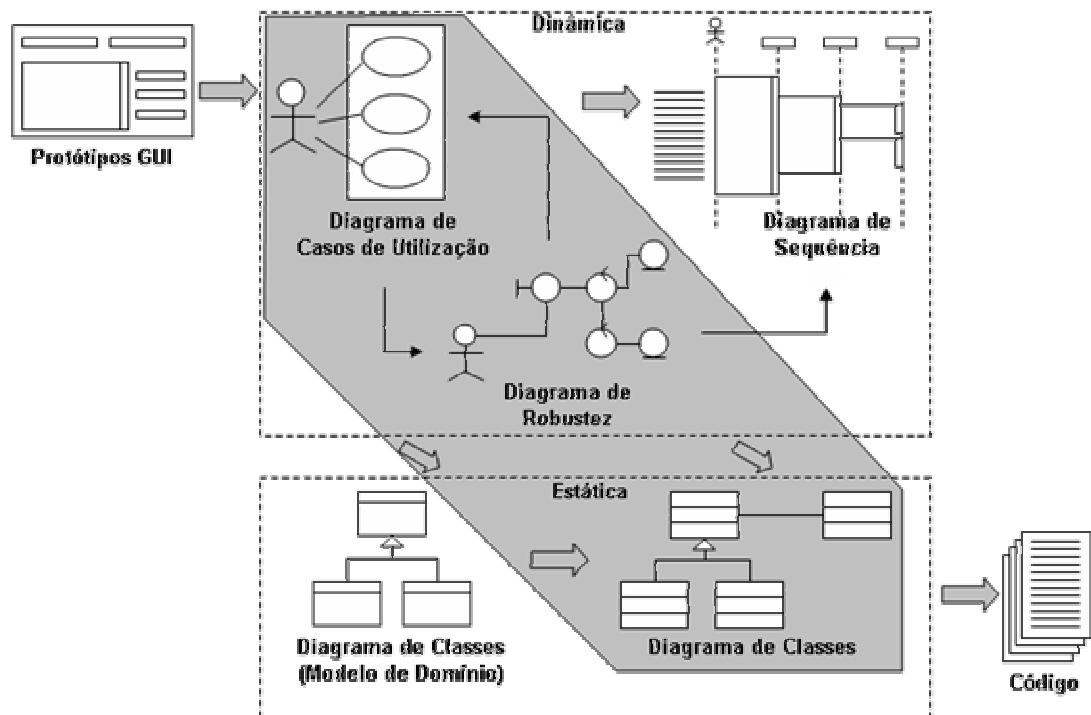 Dinâmica
Protótipos GUI
Diagrama de
Casos de Utilização
Diagrama de
Sequência
Diagrama de
Robustez
Estática
Diagrama de Classes
(Modelo de Domínio)
Diagrama de Classes
Código